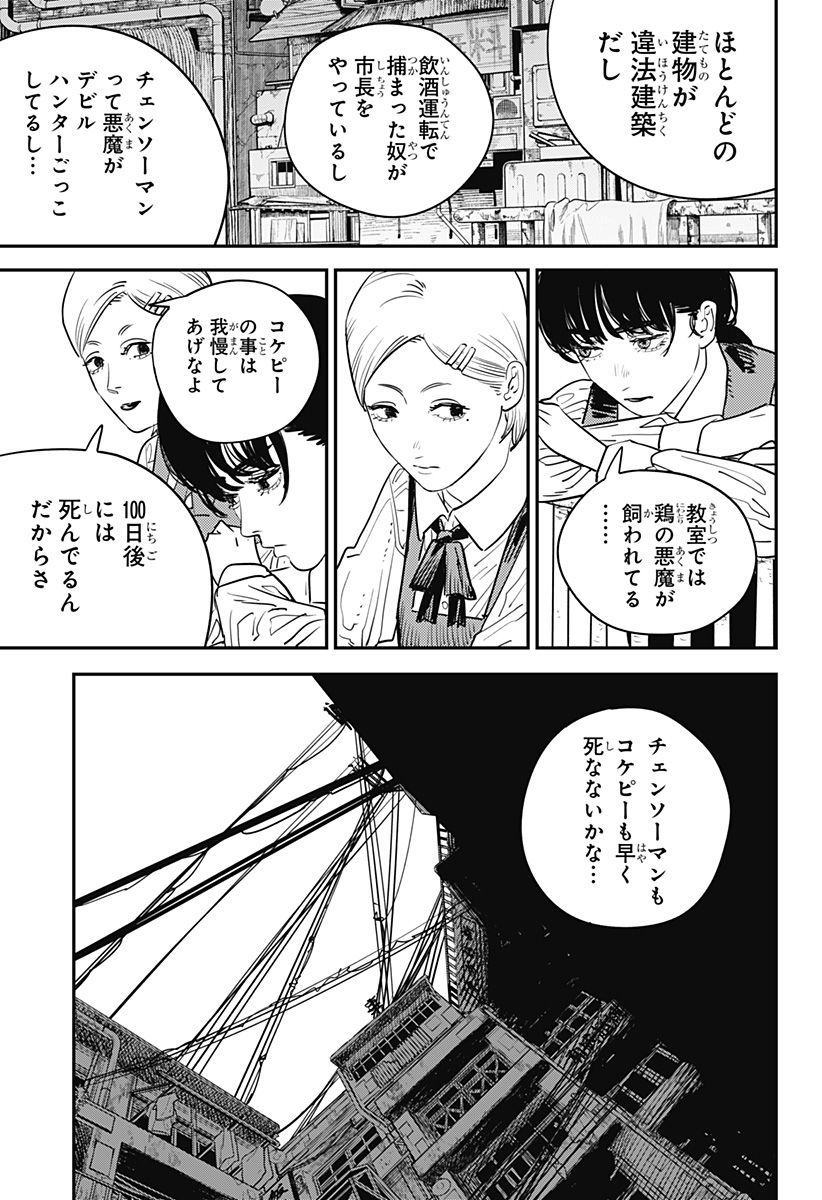 ほとんどの
建物が
違法建築
だし
飲酒運転で
捕まった奴が
市長を
やっているし
チェンソーマン
って悪魔が
デビル
ハンターごっこ
してるし…
教室では
鶏の悪魔が
飼われてる
……
コケピー
の事は
我慢して
あげなよ
100日後
には
死んでるん
だからさ
チェンソーマンも
コケピーも早く
死なないかな…